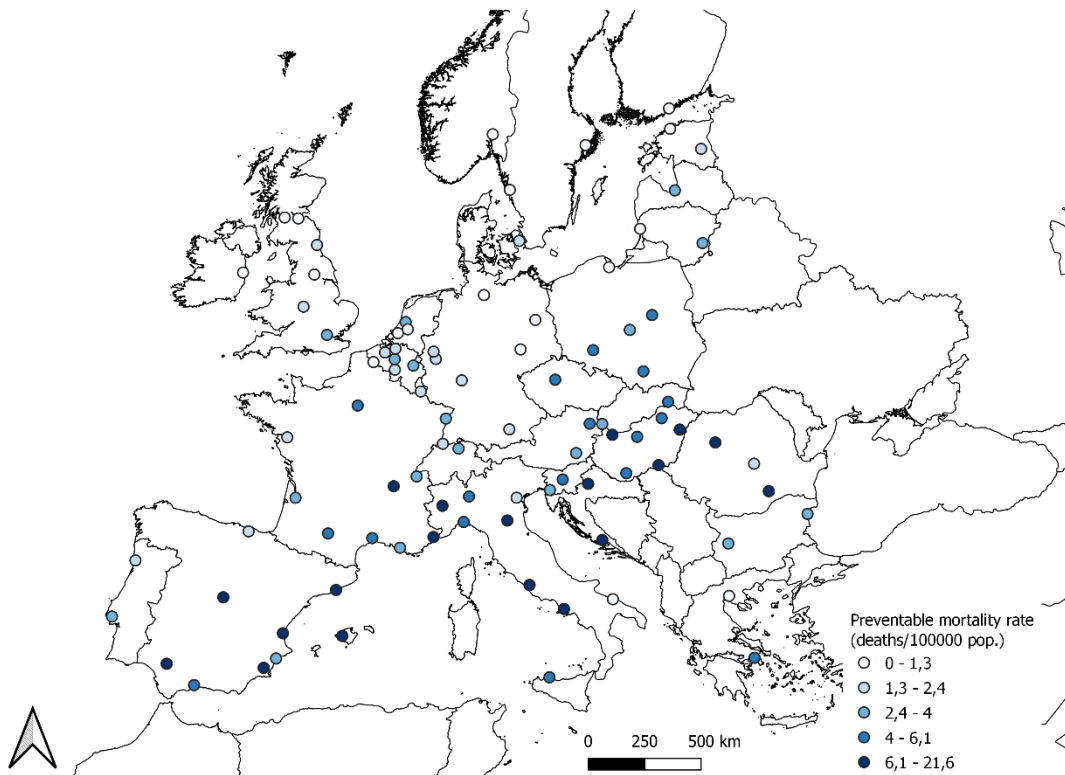 Preventable mortality rate
(deaths/100000 pop.)
0 - 1,3
1,3 - 2,4
2,4 - 4
4 - 6,1
6,1 - 21,6
0 250 500 km